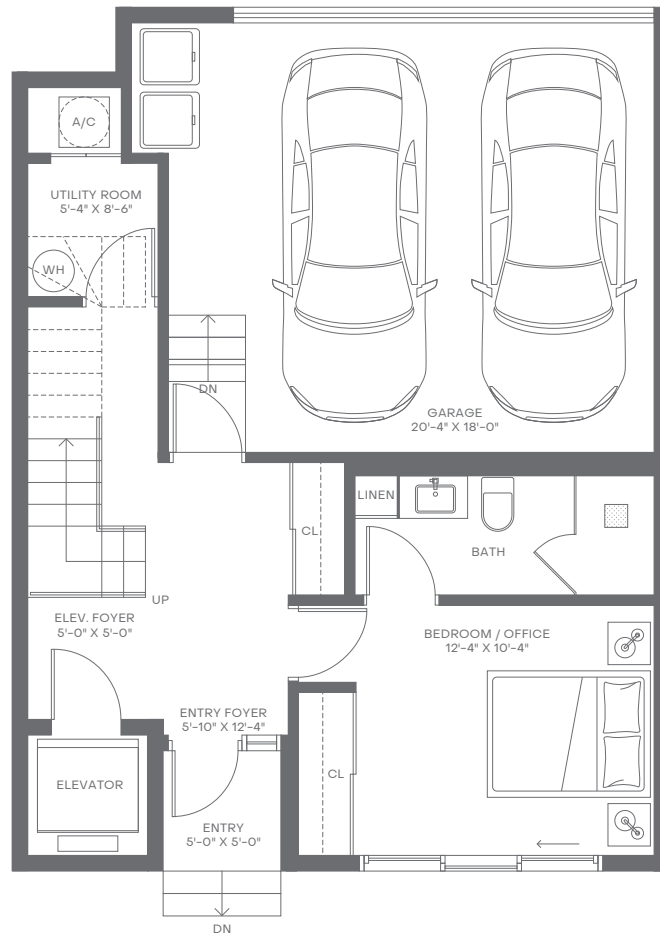 A/C
UTILITY ROOM
5'-4" X 8'-6"
WH
DN
GARAGE
20'-4" X 18'-0"
LINEN
CL
BATH
UP
ELEV. FOYER
5'-0" X 5'-0"
BEDROOM / OFFICE
12'-4" X 10'-4"
ENTRY FOYER
5'-10" X 12'-4"
CL
ELEVATOR
ENTRY
5'-0" X 5'-0"
DN